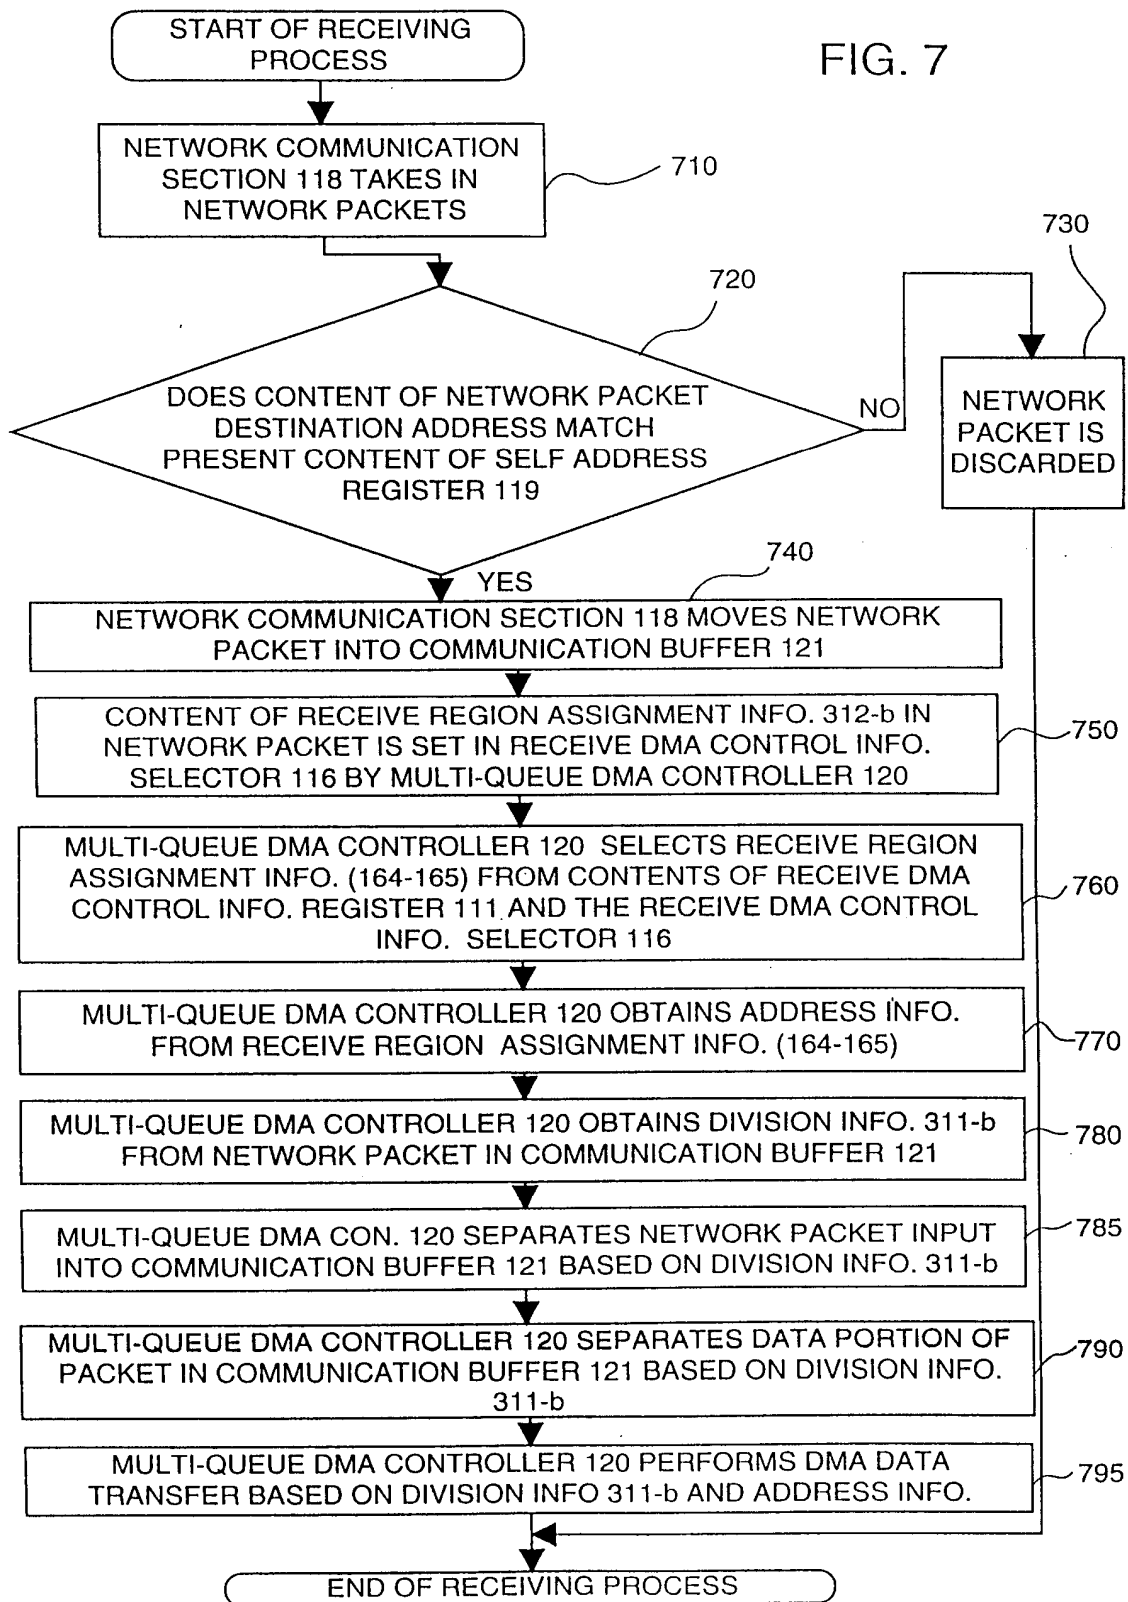 START OF RECEIVING
PROCESS
FIG. 7
NETWORK COMMUNICATION
SECTION 118 TAKES IN
NETWORK PACKETS
710
730
720
DOES CONTENT OF NETWORK PACKET
DESTINATION ADDRESS MATCH
PRESENT CONTENT OF SELF ADDRESS
REGISTER 119
NO
NETWORK
PACKET IS
DISCARDED
YES
740
NETWORK COMMUNICATION SECTION 118 MOVES NETWORK
PACKET INTO COMMUNICATION BUFFER 121
CONTENT OF RECEIVE REGION ASSIGNMENT INFO. 312-b IN
NETWORK PACKET IS SET IN RECEIVE DMA CONTROL INFO.
SELECTOR 116 BY MULTI-QUEUE DMA CONTROLLER 120
750
MULTI-QUEUE DMA CONTROLLER 120 SELECTS RECEIVE REGION
ASSIGNMENT INFO. (164-165) FROM CONTENTS OF RECEIVE DMA
CONTROL INFO. REGISTER 111 AND THE RECEIVE DMA CONTROL
INFO. SELECTOR 116
760
MULTI-QUEUE DMA CONTROLLER 120 OBTAINS ADDRESS INFO.
FROM RECEIVE REGION ASSIGNMENT INFO. (164-165)
770
MULTI-QUEUE DMA CONTROLLER 120 OBTAINS DIVISION INFO. 311-b
FROM NETWORK PACKET IN COMMUNICATION BUFFER 121
780
MULTI-QUEUE DMA CON. 120 SEPARATES NETWORK PACKET INPUT
INTO COMMUNICATION BUFFER 121 BASED ON DIVISION INFO. 311-b
785
MULTI-QUEUE DMA CONTROLLER 120 SEPARATES DATA PORTION OF
PACKET IN COMMUNICATION BUFFER 121 BASED ON DIVISION INFO.
311-b
790
MULTI-QUEUE DMA CONTROLLER 120 PERFORMS DMA DATA
TRANSFER BASED ON DIVISION INFO 311-b AND ADDRESS INFO.
795
END OF RECEIVING PROCESS